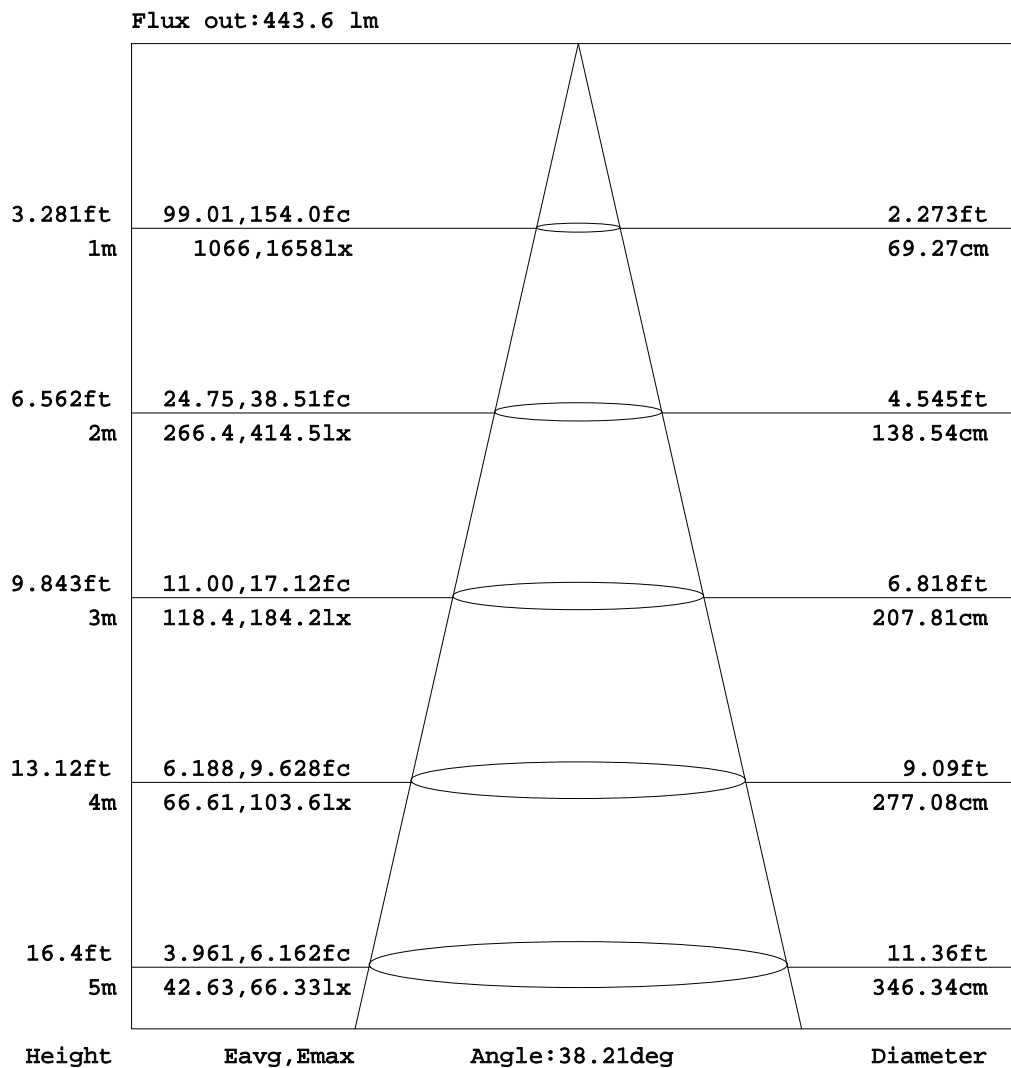 Flux out:443.6 lm
3.281ft 99.01,154.0fc 2.273ft
1m 1066,1658lx 69.27cm
6.562ft 24.75,38.51fc 4.545ft
2m 266.4,414.5lx 138.54cm
9.843ft 11.00,17.12fc 6.818ft
3m 118.4,184.2lx 207.81cm
13.12ft 6.188,9.628fc 9.09ft
4m 66.61,103.6lx 277.08cm
16.4ft 3.961,6.162fc 11.36ft
5m 42.63,66.33lx 346.34cm
Height Eavg,Emax Angle:38.21deg Diameter